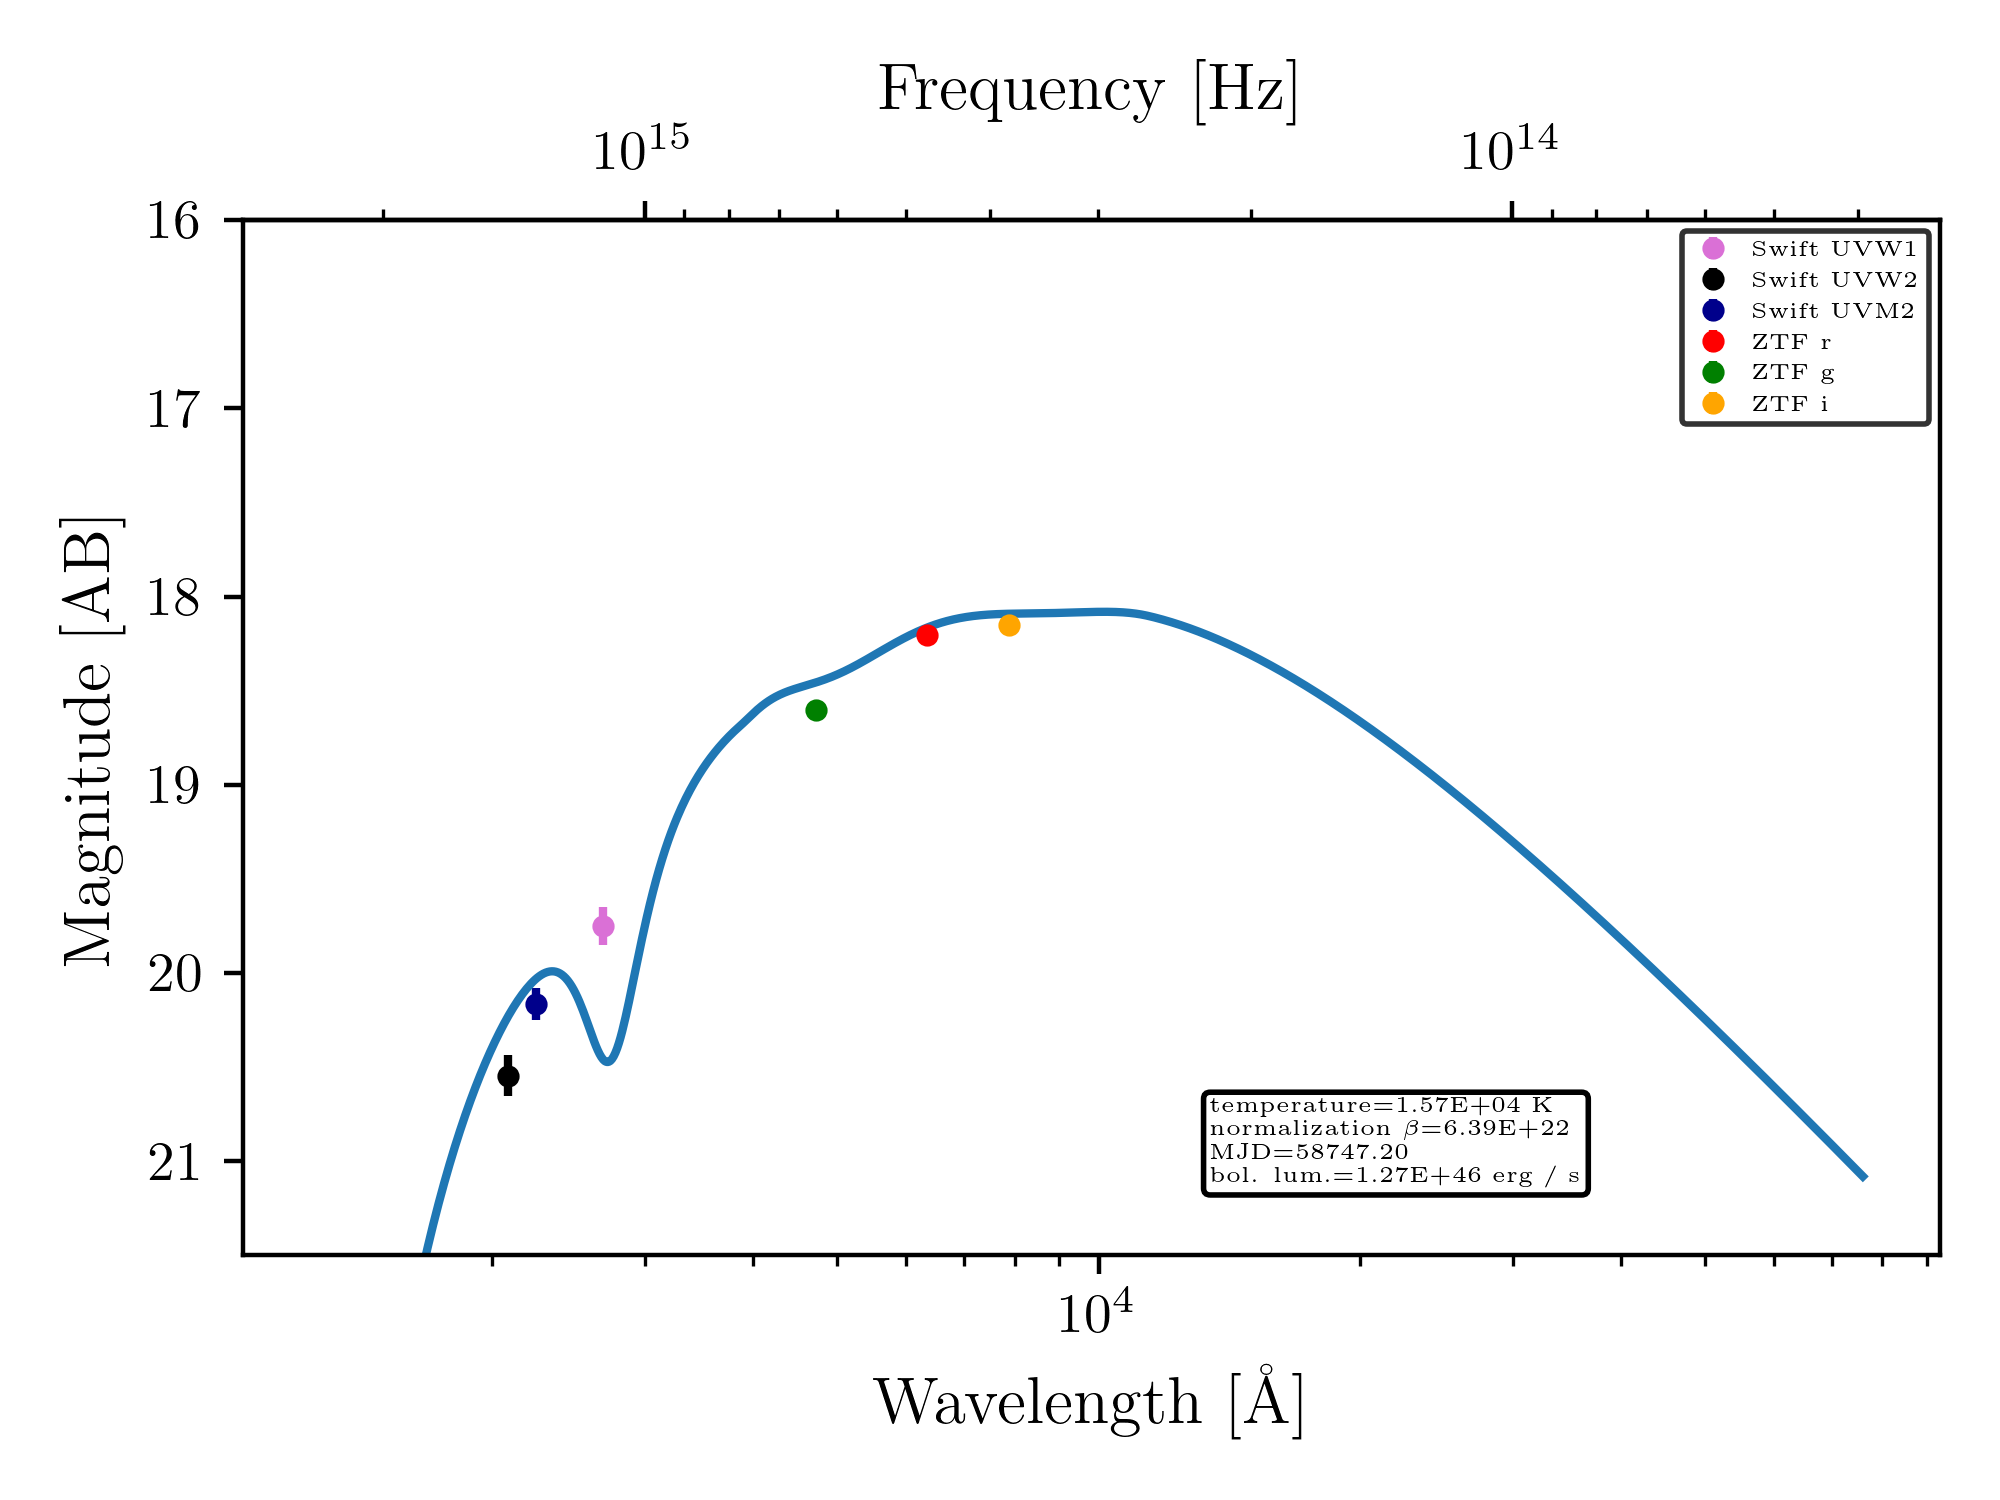 Frequency [Hz]
10^15 10^14
16
17
18
19
20
21
Magnitude [AB]
Swift UVW1
Swift UVW2
Swift UVM2
ZTF r
ZTF g
ZTF i
temperature=1.57E+04 K
normalization β=6.39E+22
MJD=58747.20
bol. lum.=1.27E+46 erg / s
10^4
Wavelength [Å]